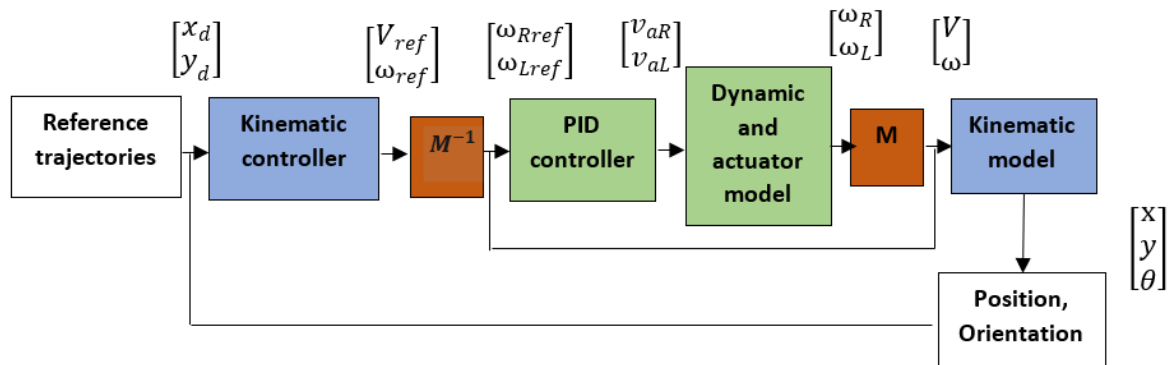 [x_d y_d]
[V_ref ω_ref]
[ω_Rref ω_Lref]
[v_aR v_aL]
[ω_R ω_L]
[V ω]
Reference
trajectories
Kinematic
controller
M⁻¹
PID
controller
Dynamic
and
actuator
model
M
Kinematic
model
[x y θ]
Position,
Orientation